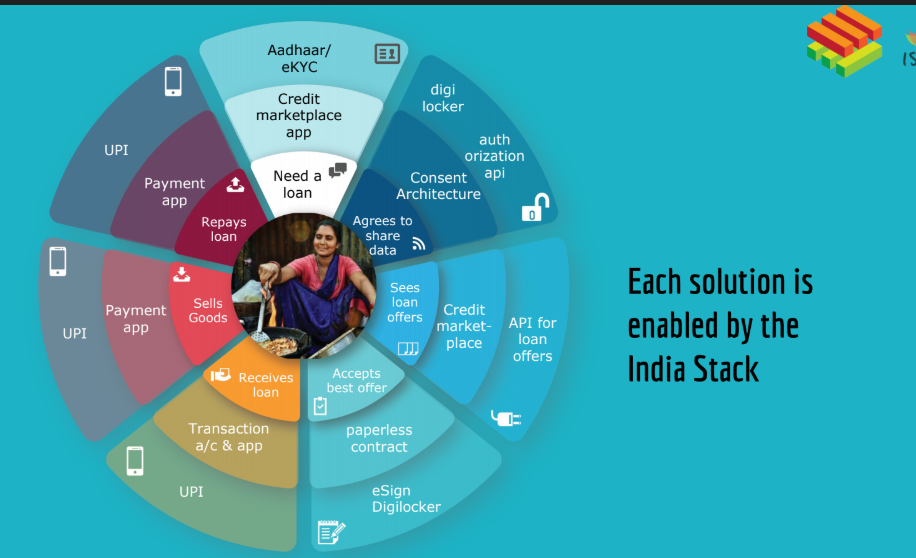 Aadhaar/
eKYC
Credit
marketplace
app
Need a
loan
digi
locker
auth
orization
api
Consent
Architecture
Agrees to
share
data
API for
loan
offers
Credit
market-
place
Sees
loan
offers
eSign
Digilocker
paperless
contract
Accepts
best offer
UPI
Transaction
a/c & app
Receives
loan
UPI
Payment
app
Sells
Goods
UPI
Payment
app
Repays
loan
Each solution is
enabled by the
India Stack